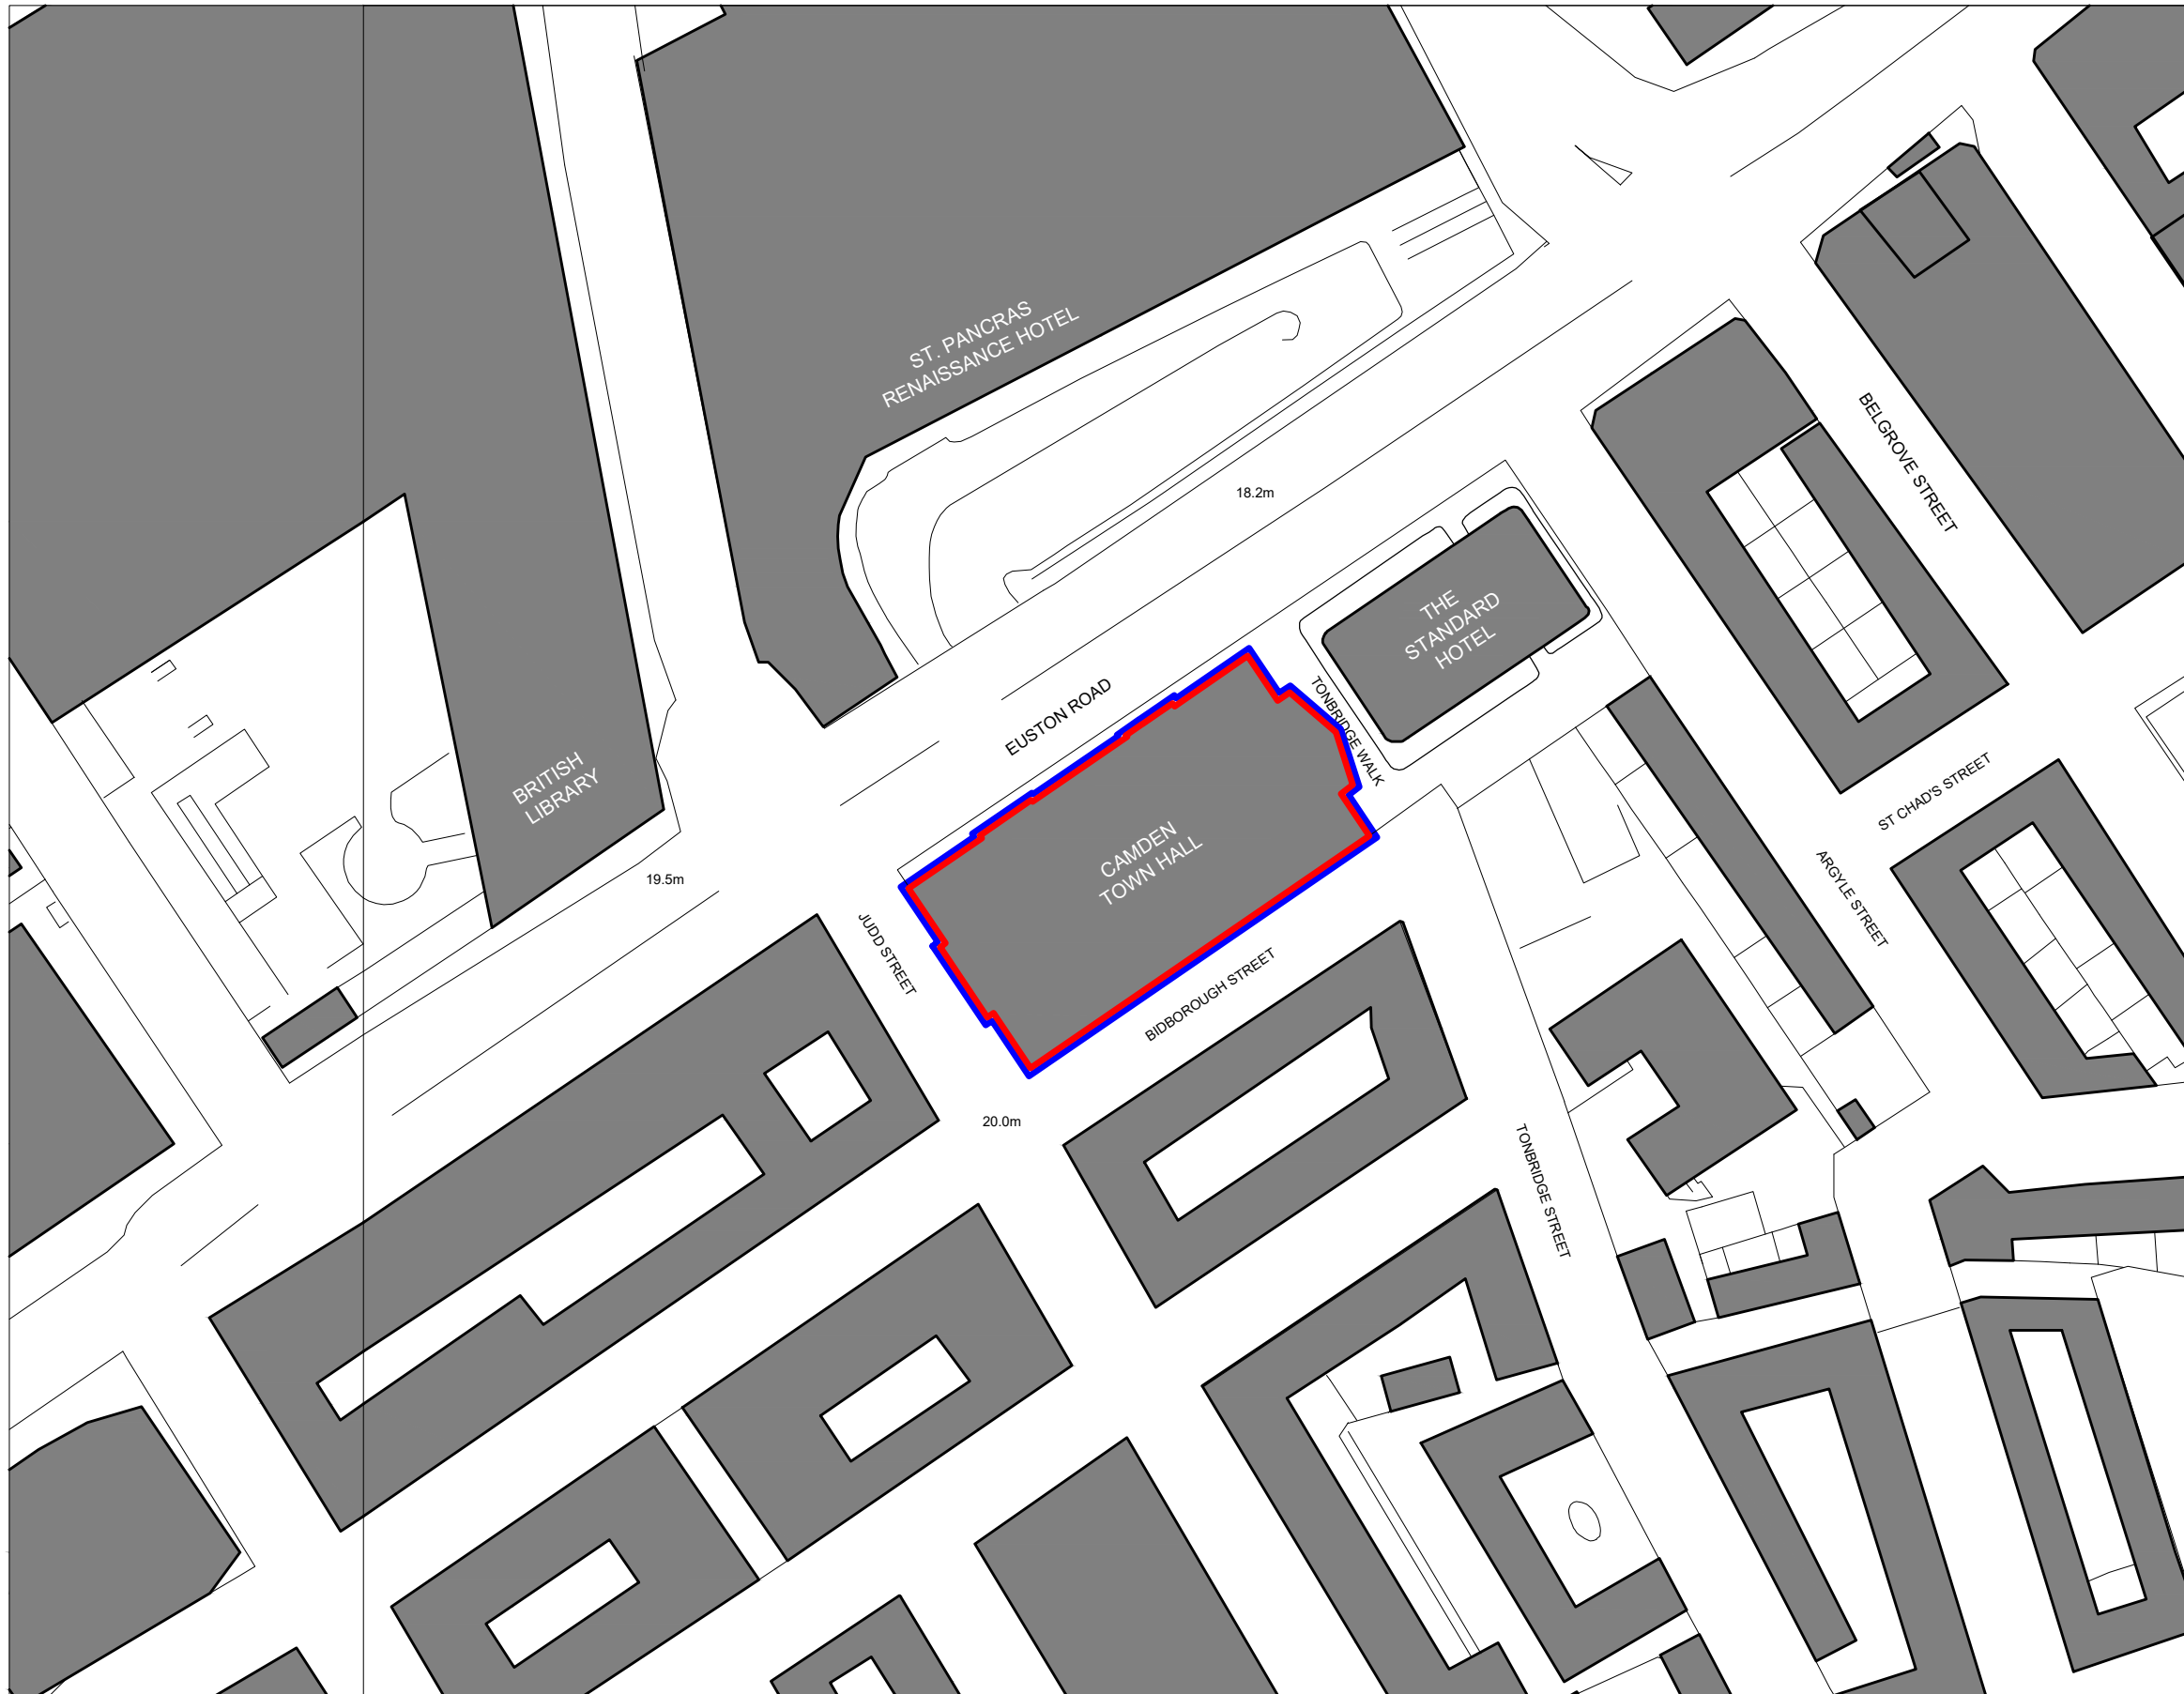 ST. PANCRAS
RENAISSANCE HOTEL
BELGROVE STREET
18.2m
THE
STANDARD
HOTEL
EUSTON ROAD
TONBRIDGE WALK
BRITISH
LIBRARY
ST CHAD'S STREET
CAMDEN
TOWN HALL
19.5m
ARGYLE STREET
JUDD STREET
BIDBOROUGH STREET
20.0m
TONBRIDGE STREET